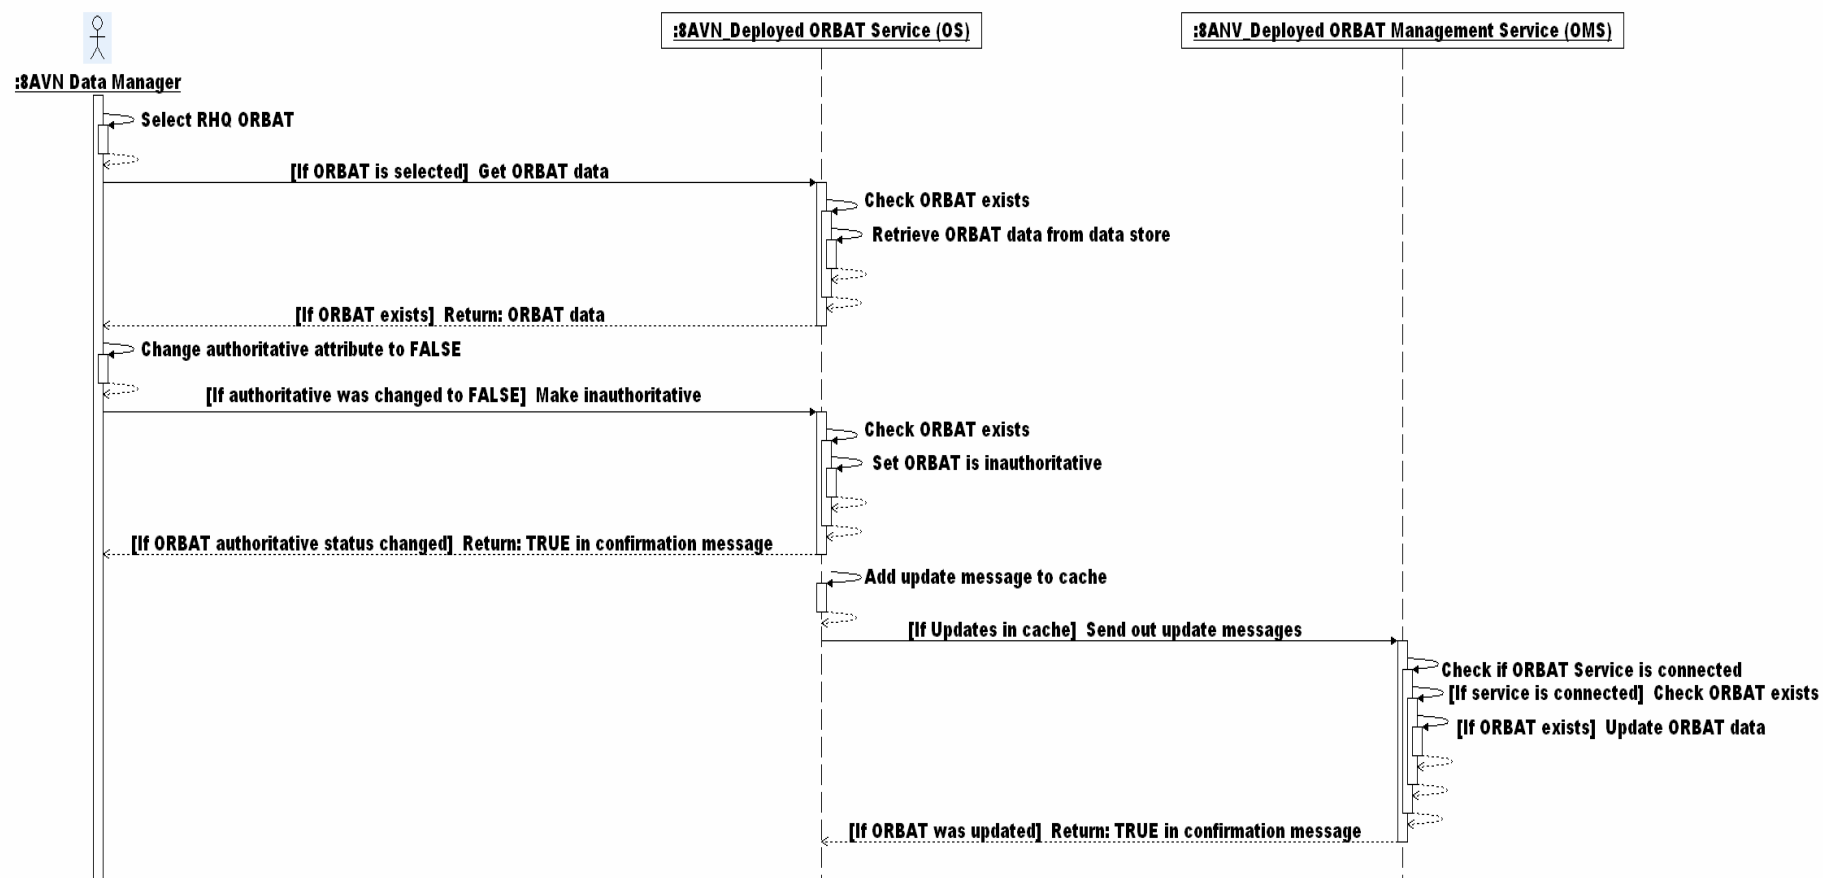 :8AVN_Deployed ORBAT Service (OS)
:8ANV_Deployed ORBAT Management Service (OMS)
:8AVN Data Manager
Select RHQ ORBAT
[If ORBAT is selected] Get ORBAT data
Check ORBAT exists
Retrieve ORBAT data from data store
[If ORBAT exists] Return: ORBAT data
Change authoritative attribute to FALSE
[If authoritative was changed to FALSE] Make inauthoritative
Check ORBAT exists
Set ORBAT is inauthoritative
[If ORBAT authoritative status changed] Return: TRUE in confirmation message
Add update message to cache
[If Updates in cache] Send out update messages
Check if ORBAT Service is connected
[If service is connected] Check ORBAT exists
[If ORBAT exists] Update ORBAT data
[If ORBAT was updated] Return: TRUE in confirmation message